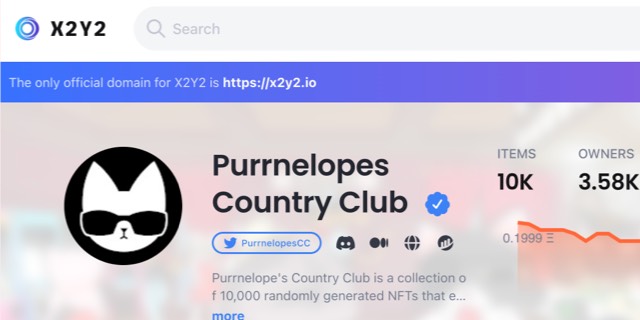 X2Y2
Search
The only official domain for X2Y2 is https://x2y2.io
Purrnelopes
Country Club
PurrnelopesCC
Purrnelope's Country Club is a collection o
f 10,000 randomly generated NFTs that e...
more
ITEMS OWNERS
10K 3.58K
0.1999 Ξ